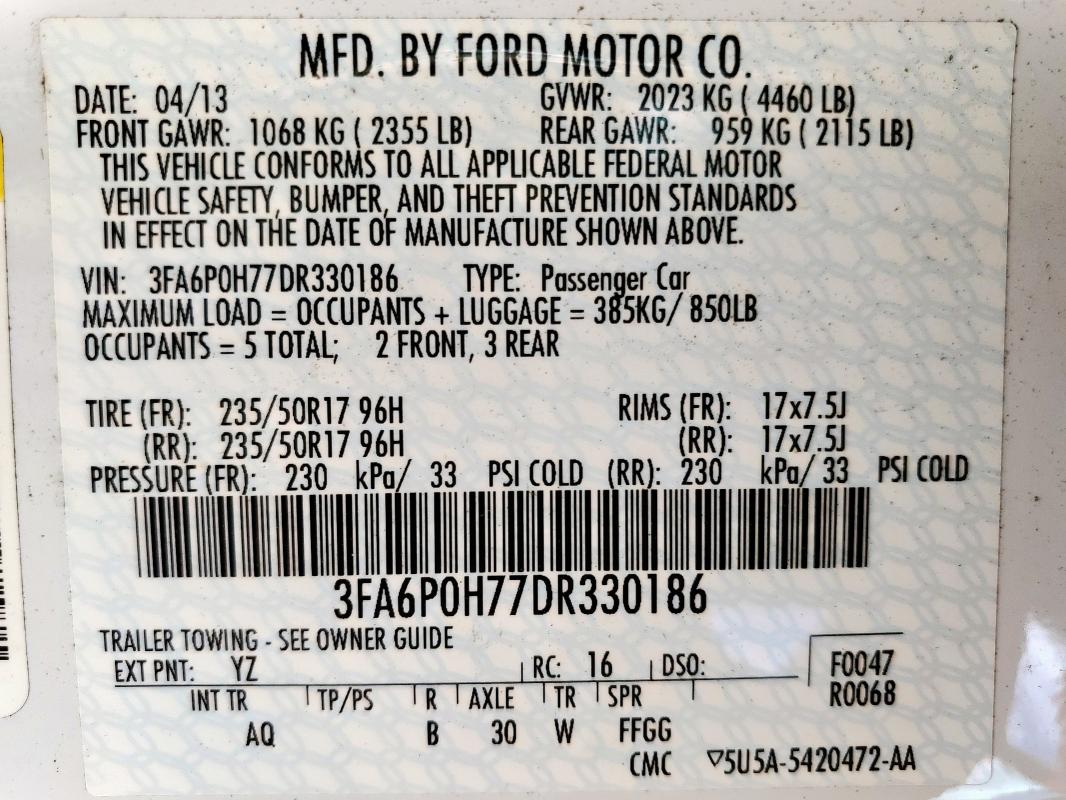 MFD. BY FORD MOTOR CO.
DATE: 04/13 GVWR: 2023 KG ( 4460 LB)
FRONT GAWR: 1068 KG ( 2355 LB) REAR GAWR: 959 KG ( 2115 LB)
THIS VEHICLE CONFORMS TO ALL APPLICABLE FEDERAL MOTOR
VEHICLE SAFETY, BUMPER, AND THEFT PREVENTION STANDARDS
IN EFFECT ON THE DATE OF MANUFACTURE SHOWN ABOVE.
VIN: 3FA6P0H77DR330186 TYPE: Passenger Car
MAXIMUM LOAD = OCCUPANTS + LUGGAGE = 385KG/ 850LB
OCCUPANTS = 5 TOTAL; 2 FRONT, 3 REAR
TIRE (FR): 235/50R17 96H RIMS (FR): 17x7.5J
(RR): 235/50R17 96H (RR): 17x7.5J
PRESSURE (FR): 230 kPa/ 33 PSI COLD (RR): 230 kPa/ 33 PSI COLD
3FA6P0H77DR330186
TRAILER TOWING - SEE OWNER GUIDE
EXT PNT: YZ RC: 16 DSO: F0047
INT TR TP/PS R AXLE TR SPR R0068
AQ B 30 W FFGG
CMC ▽5U5A-5420472-AA